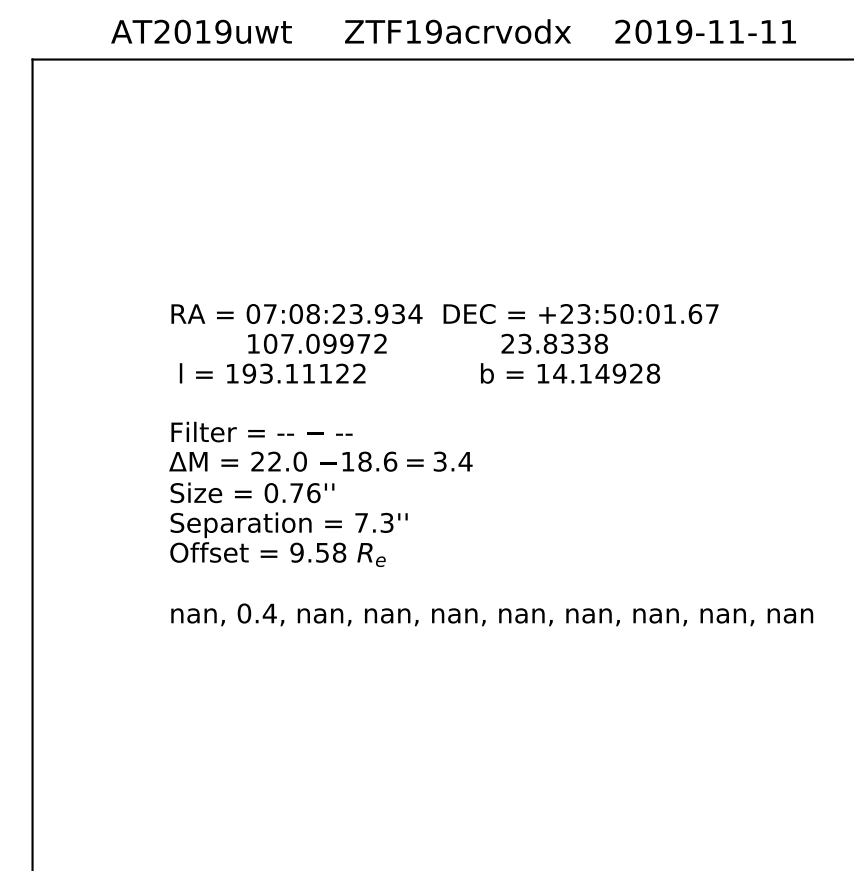 AT2019uwt ZTF19acrvodx 2019-11-11
RA = 07:08:23.934 DEC = +23:50:01.67
107.09972 23.8338
l = 193.11122 b = 14.14928
Filter = -- − --
ΔM = 22.0 −18.6 = 3.4
Size = 0.76''
Separation = 7.3''
Offset = 9.58 Rₑ
nan, 0.4, nan, nan, nan, nan, nan, nan, nan, nan